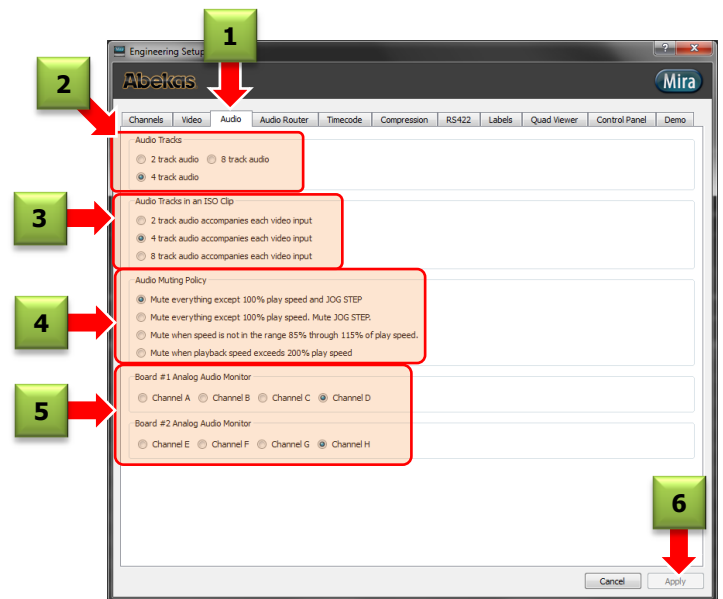 1
Engineering Setup
? X
2
Abekas
Mira
Channels Video Audio Audio Router Timecode Compression RS422 Labels Quad Viewer Control Panel Demo
Audio Tracks
2 track audio 8 track audio
4 track audio
3
Audio Tracks in an ISO Clip
2 track audio accompanies each video input
4 track audio accompanies each video input
8 track audio accompanies each video input
4
Audio Muting Policy
Mute everything except 100% play speed and JOG STEP
Mute everything except 100% play speed. Mute JOG STEP.
Mute when speed is not in the range 85% through 115% of play speed.
Mute when playback speed exceeds 200% play speed
5
Board #1 Analog Audio Monitor
Channel A Channel B Channel C Channel D
Board #2 Analog Audio Monitor
Channel E Channel F Channel G Channel H
6
Cancel Apply